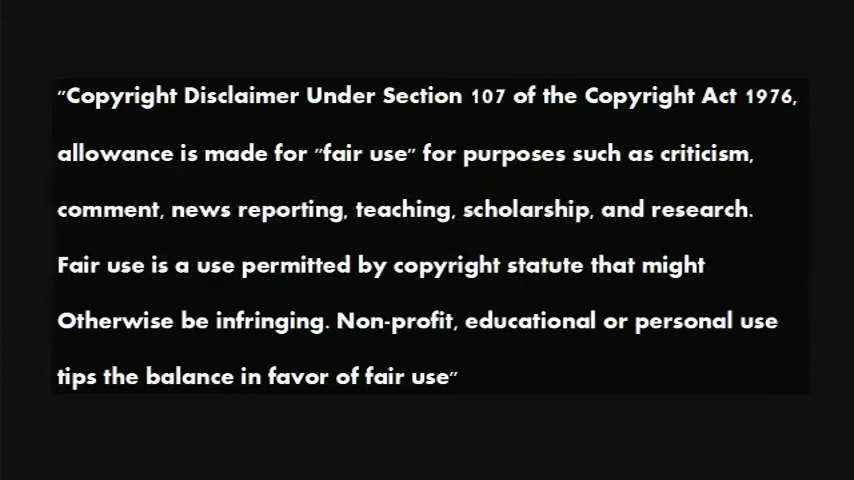 "Copyright Disclaimer Under Section 107 of the Copyright Act 1976,
allowance is made for "fair use" for purposes such as criticism,
comment, news reporting, teaching, scholarship, and research.
Fair use is a use permitted by copyright statute that might
Otherwise be infringing. Non-profit, educational or personal use
tips the balance in favor of fair use"